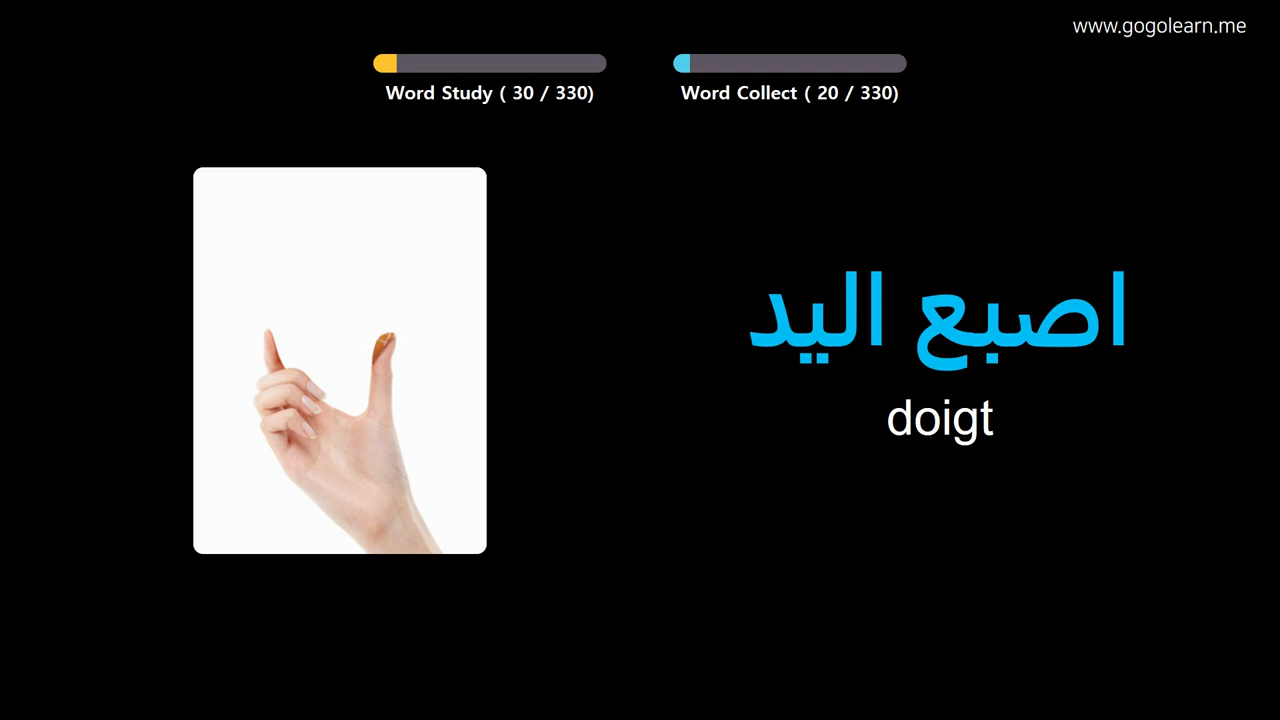 www.gogolearn.me
Word Study ( 30 / 330)
Word Collect ( 20 / 330)
اصبع اليد
doigt